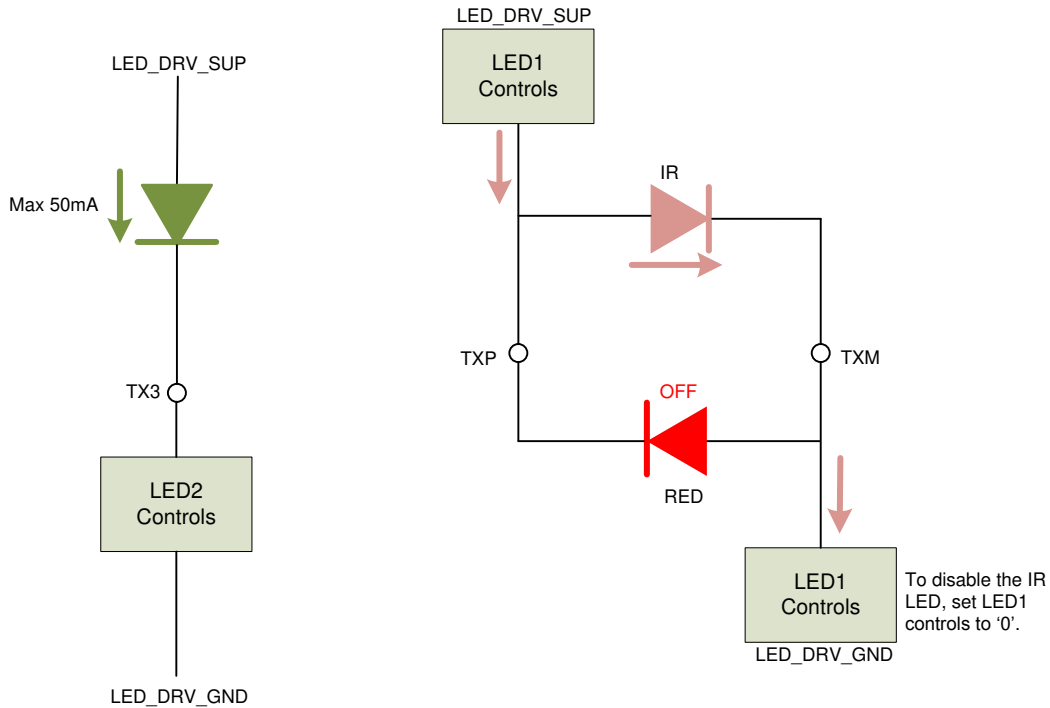 LED_DRV_SUP
Max 50mA
TX3
LED2
Controls
LED_DRV_GND
LED_DRV_SUP
LED1
Controls
IR
TXP
TXM
OFF
RED
LED1
Controls
To disable the IR
LED, set LED1
controls to ‘0’.
LED_DRV_GND